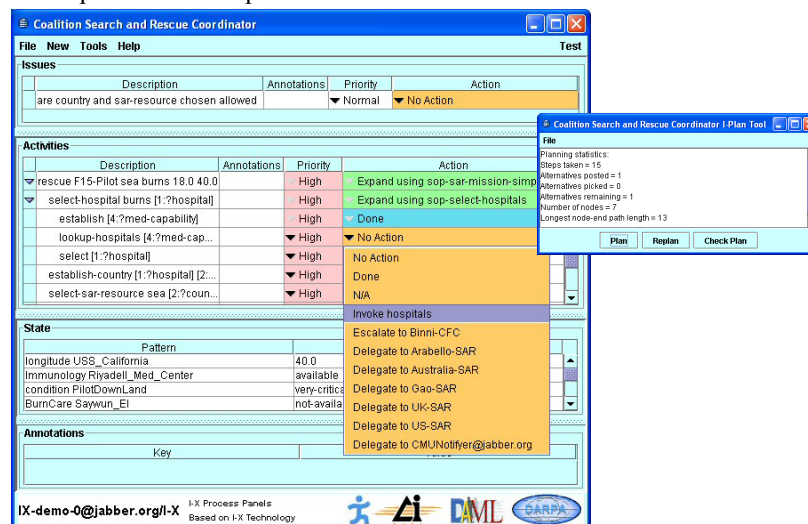 Coalition Search and Rescue Coordinator
File New Tools Help Test
Issues
Description Annotations Priority Action
are country and sar-resource chosen allowed Normal No Action
Activities
Description Annotations Priority Action
rescue F15-Pilot sea burns 18.0 40.0 High Expand using sop-sar-mission-simp
select-hospital burns [1:?hospital] High Expand using sop-select-hospitals
establish [4:?med-capability] High Done
lookup-hospitals [4:?med-cap... High No Action
select [1:?hospital] High
establish-country [1:?hospital] [2:... High
select-sar-resource sea [2:?coun... High
No Action
Done
N/A
Invoke hospitals
Escalate to Binni-CFC
Delegate to Arabello-SAR
Delegate to Australia-SAR
Delegate to Gao-SAR
Delegate to UK-SAR
Delegate to US-SAR
Delegate to CMUNotifyer@jabber.org
State
Pattern
longitude USS_California 40.0
Immunology Riyadell_Med_Center available
condition PilotDownLand very-critica
BurnCare Saywun_El not-availa
Annotations
Key
IX-demo-0@jabber.org/I-X
I-X Process Panels
Based on I-X Technology
AI DAML DARPA
Coalition Search and Rescue Coordinator I-Plan Tool
File
Planning statistics:
Steps taken = 15
Alternatives posted = 1
Alternatives picked = 0
Alternatives remaining = 1
Number of nodes = 7
Longest node-end path length = 13
Plan Replan Check Plan